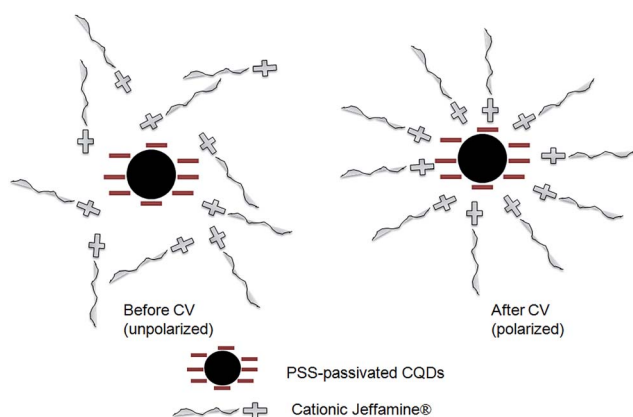 Before CV
(unpolarized)
After CV
(polarized)
PSS-passivated CQDs
Cationic Jeffamine®